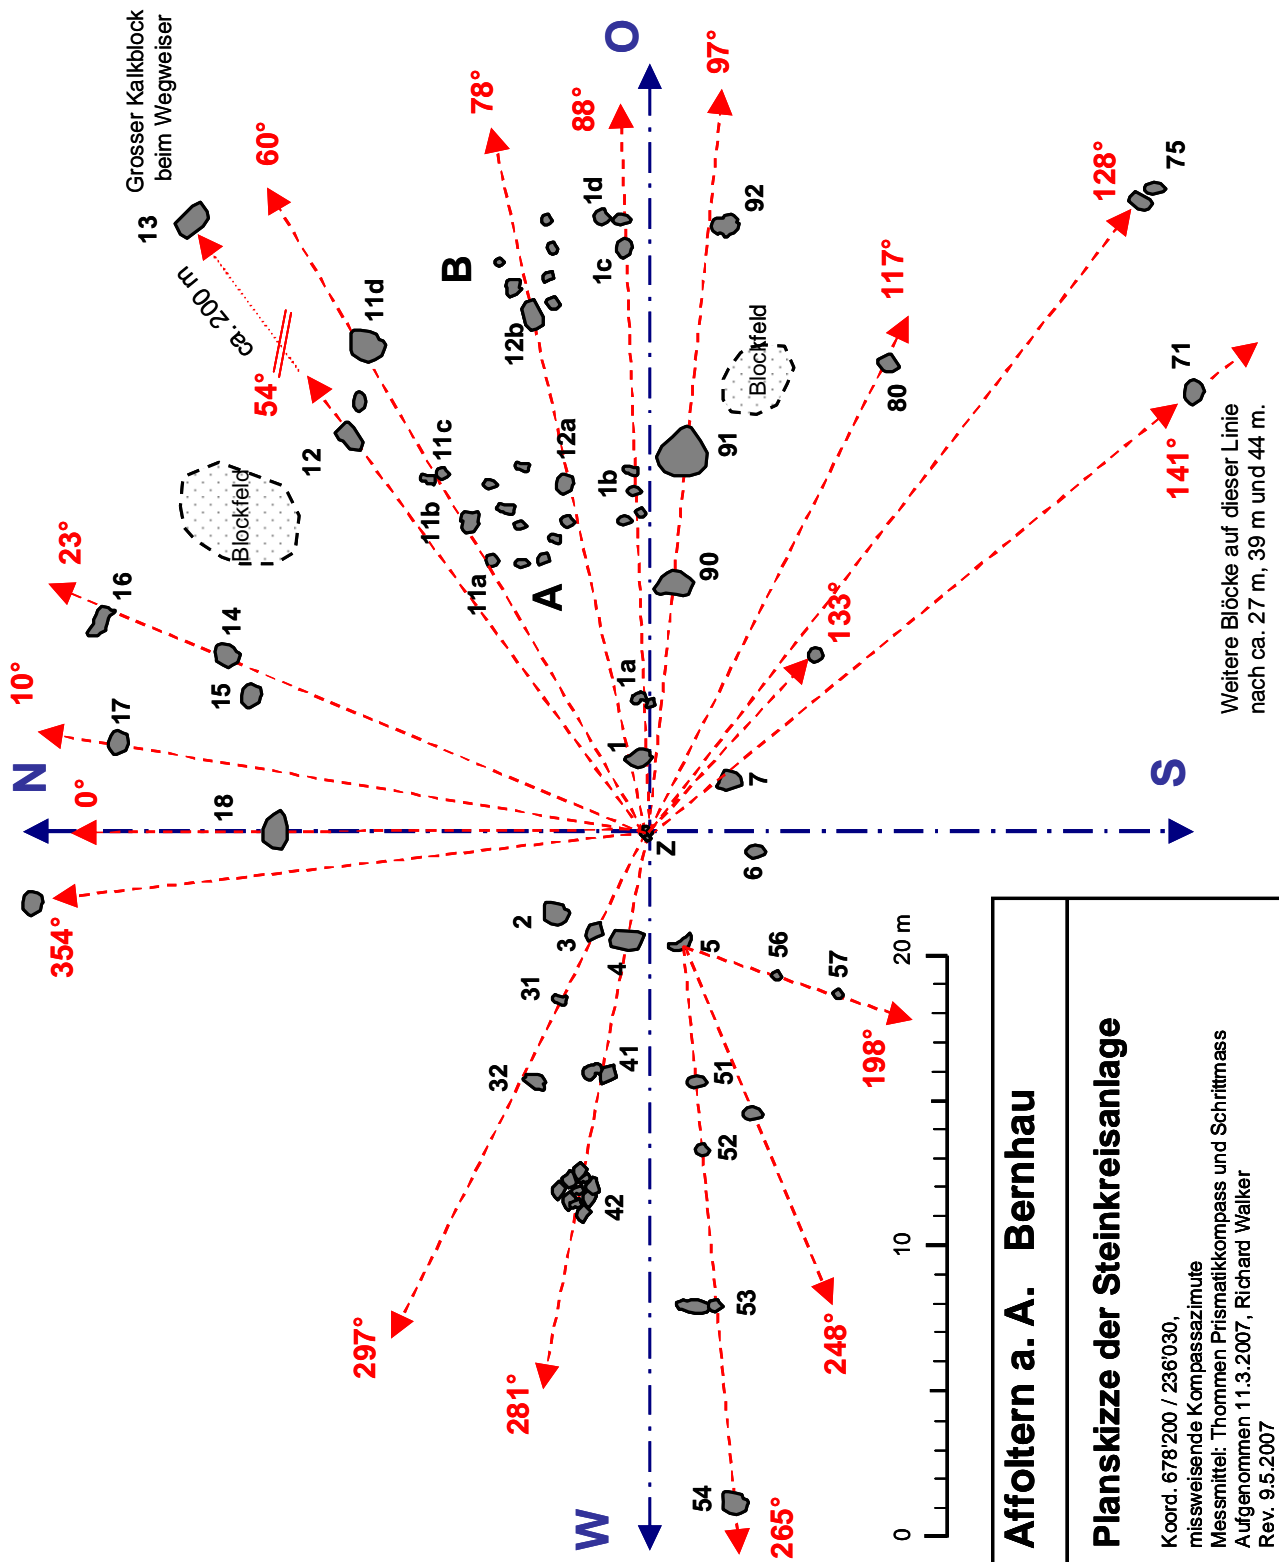 N
O
S
W
354°
0°
10°
23°
54°
60°
78°
88°
97°
117°
128°
133°
141°
198°
248°
265°
281°
297°
Grosser Kalkblock
beim Wegweiser
13
ca. 200 m
12
11d
11c
11b
11a
A
B
12a
12b
1d
1c
1b
1a
1
92
91
90
80
75
71
Blockfeld
Blockfeld
16
14
15
17
18
Z
7
6
2
3
4
5
31
32
41
42
51
52
53
54
56
57
Weitere Blöcke auf dieser Linie
nach ca. 27 m, 39 m und 44 m.
0
10
20 m
Affoltern a. A. Bernhau
Planskizze der Steinkreisanlage
Koord. 678'200 / 236'030,
missweisende Kompassazimute
Messmittel: Thommen Prismatikkompass und Schrittmass
Aufgenommen 11.3.2007, Richard Walker
Rev. 9.5.2007